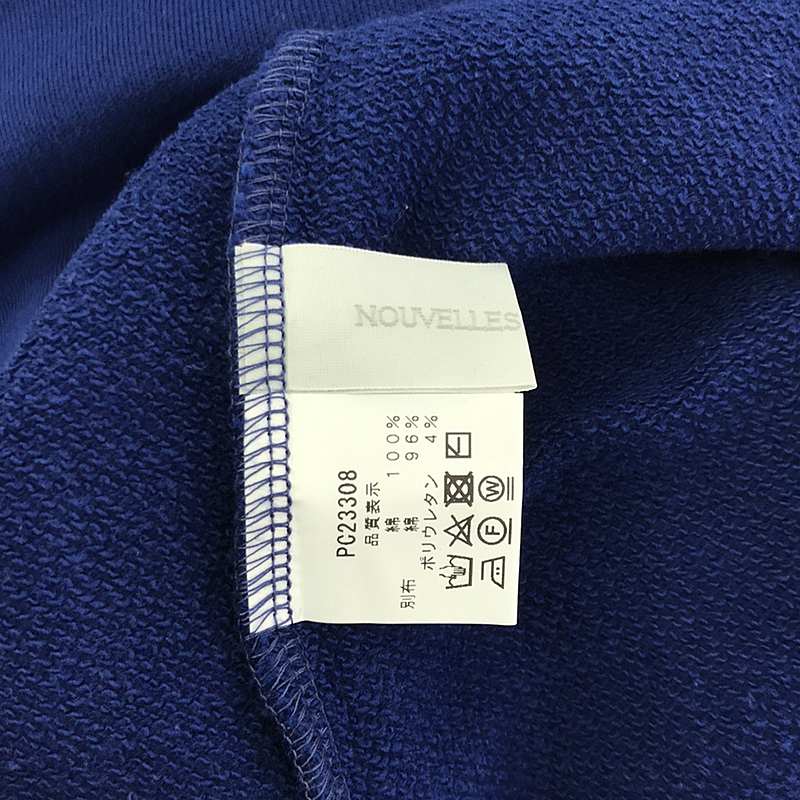 NOUVELLES
PC23308
品質表示
綿 100%
別布 綿 96%
ポリウレタン 4%
W
F